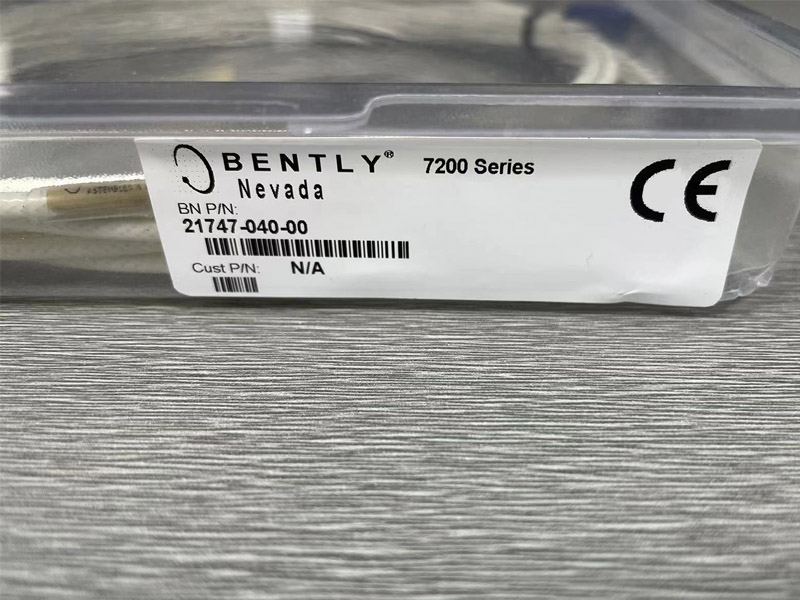 BENTLY® 7200 Series
Nevada
CE
BN P/N:
21747-040-00
Cust P/N: N/A